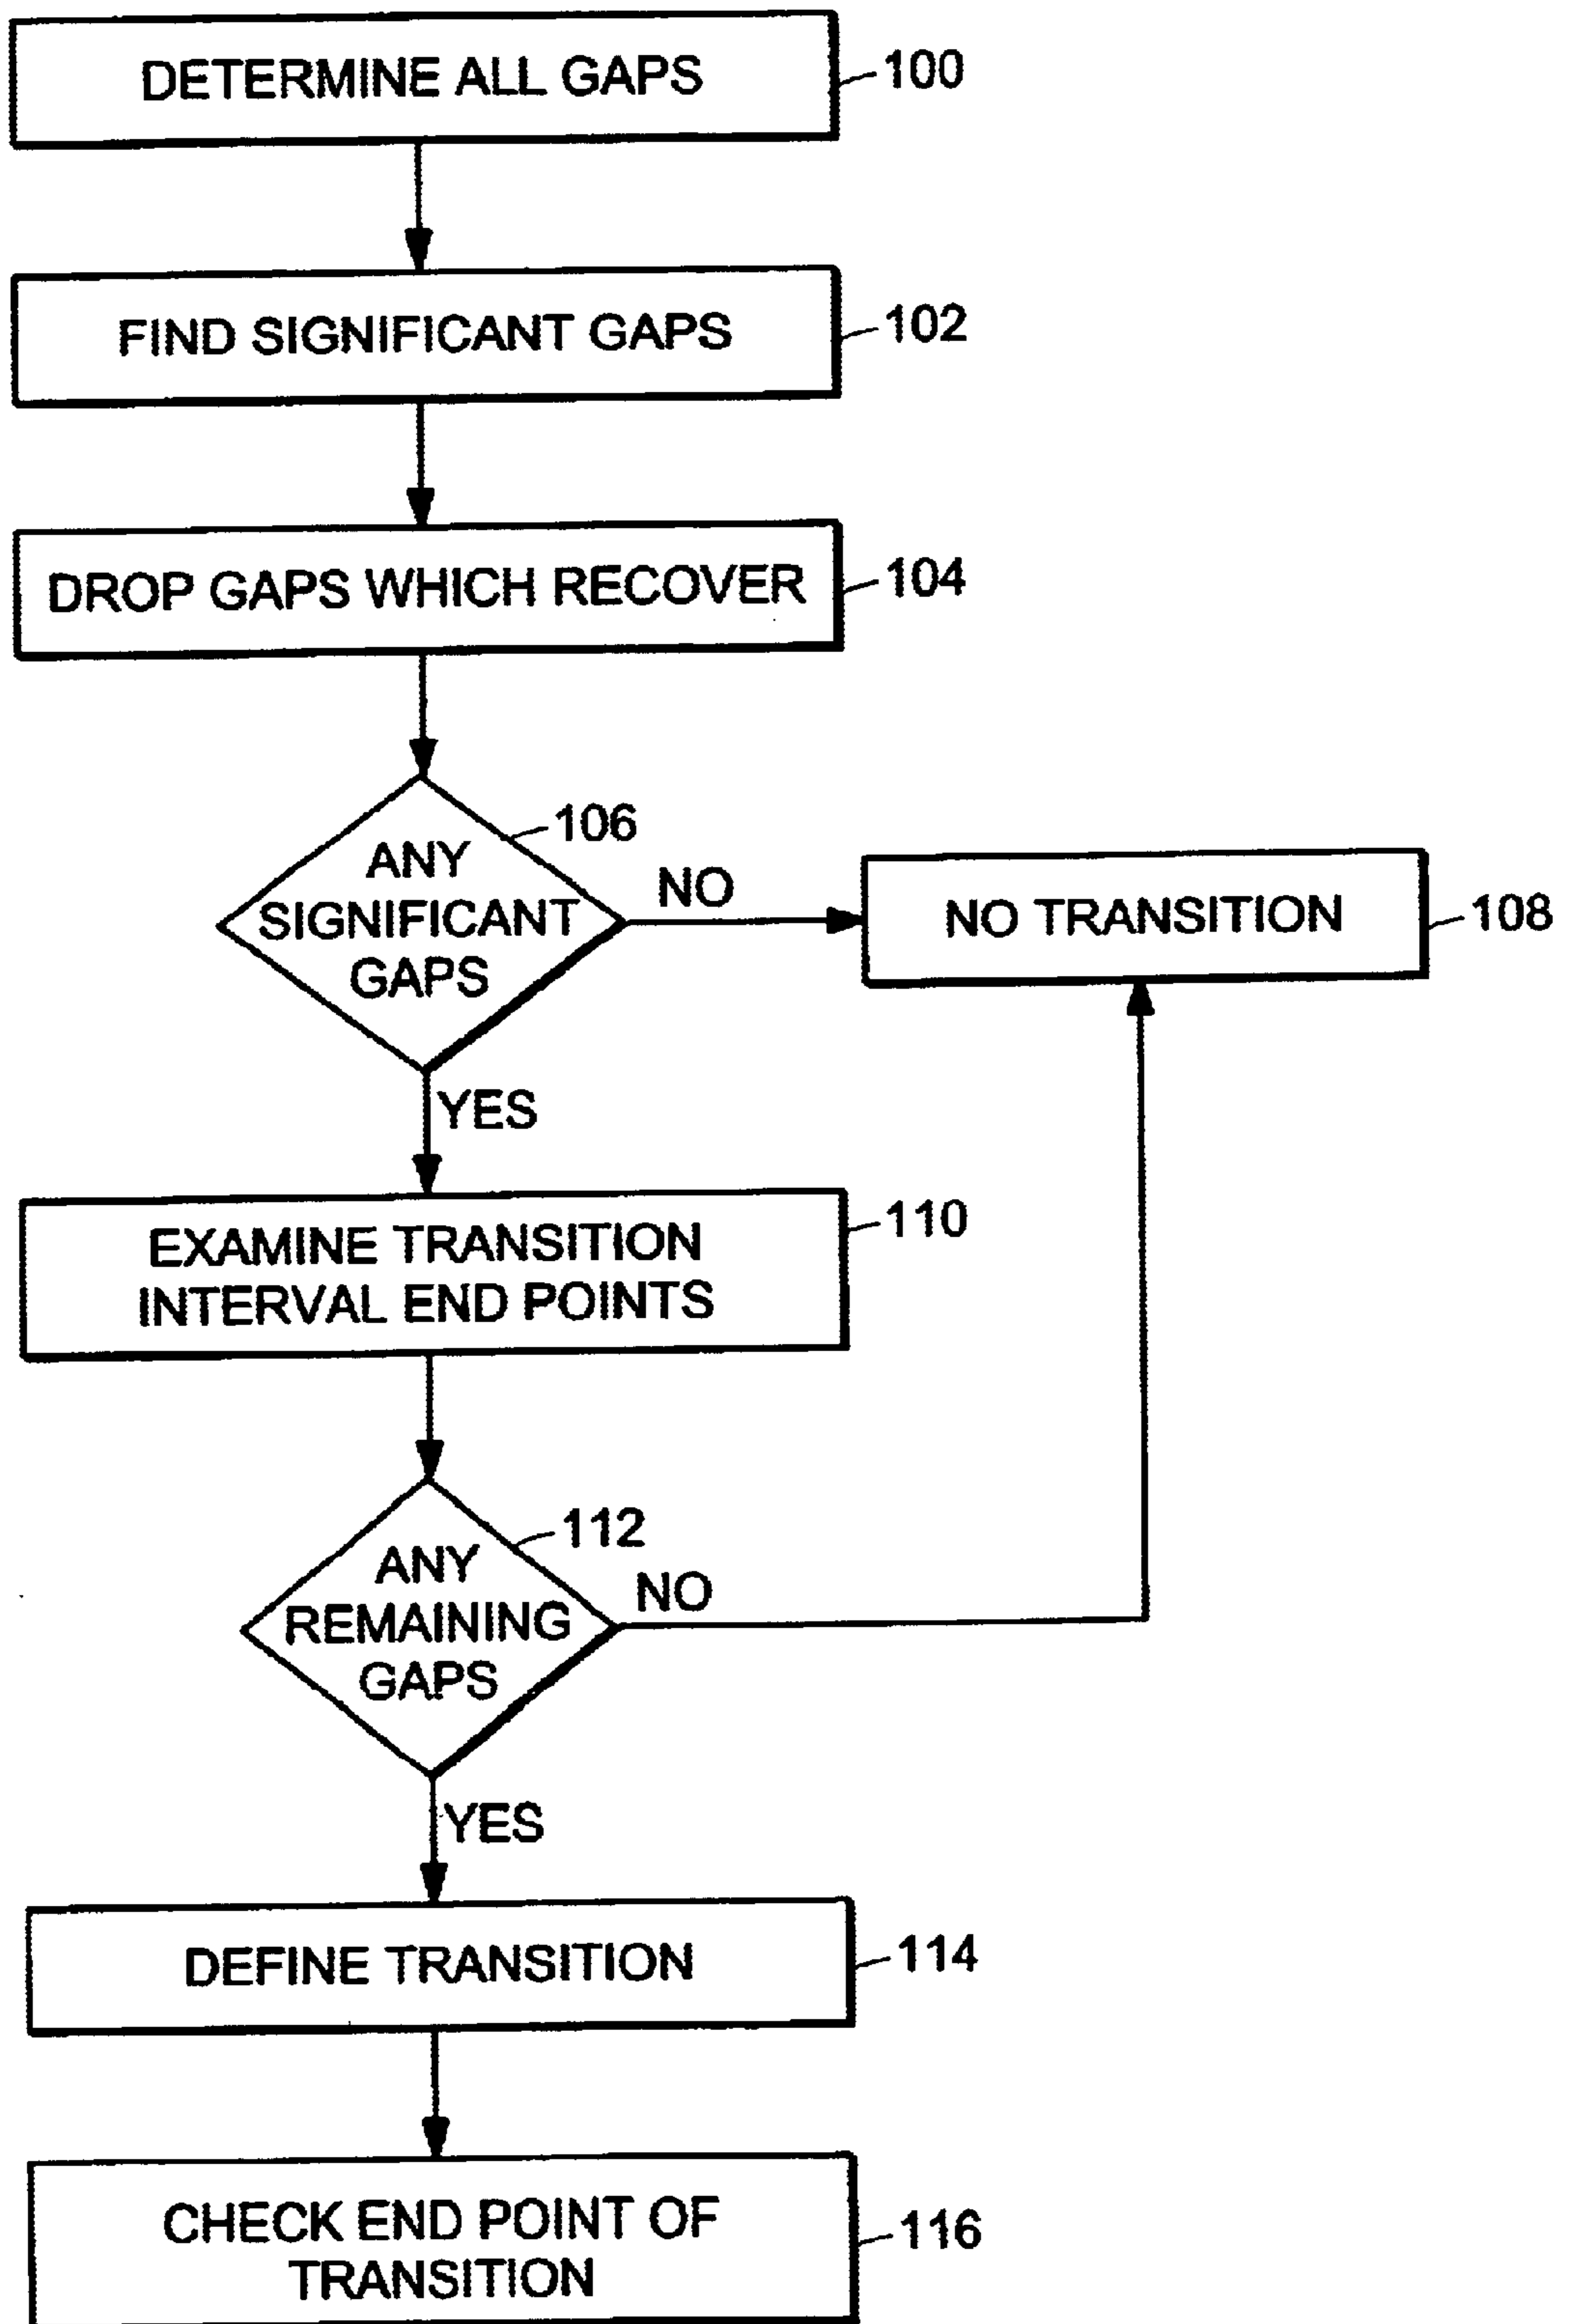 DETERMINE ALL GAPS
100
FIND SIGNIFICANT GAPS
102
DROP GAPS WHICH RECOVER
104
106
ANY
SIGNIFICANT
GAPS
NO
NO TRANSITION
108
YES
EXAMINE TRANSITION
INTERVAL END POINTS
110
112
ANY
REMAINING
GAPS
NO
YES
DEFINE TRANSITION
114
CHECK END POINT OF
TRANSITION
116